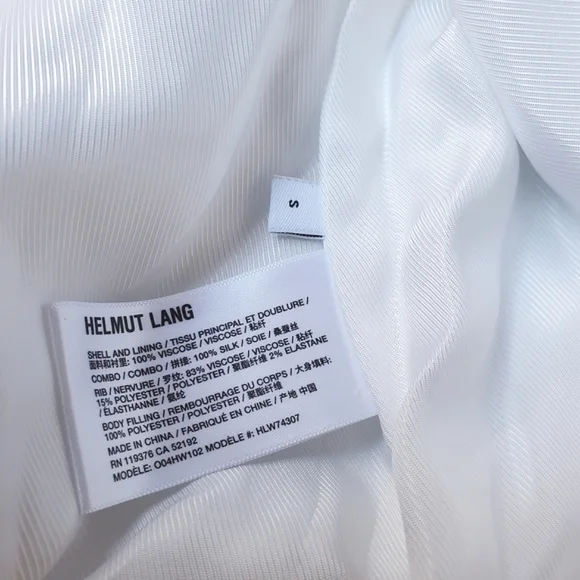 S
HELMUT LANG
SHELL AND LINING / TISSU PRINCIPAL ET DOUBLURE /
面料和衬里: 100% VISCOSE / VISCOSE / 粘纤
COMBO / COMBO / 拼接: 100% SILK / SOIE / 桑蚕丝
RIB / NERVURE / 罗纹: 83% VISCOSE / VISCOSE / 粘纤
15% POLYESTER / POLYESTER / 聚酯纤维 2% ELASTANE
/ ÉLASTHANNE / 氨纶
BODY FILLING / REMBOURRAGE DU CORPS / 大身填料:
100% POLYESTER / POLYESTER / 聚酯纤维
MADE IN CHINA / FABRIQUÉ EN CHINE / 产地 中国
RN 119376 CA 52192
MODÈLE: O04HW102 MODÈLE #: HLW74307